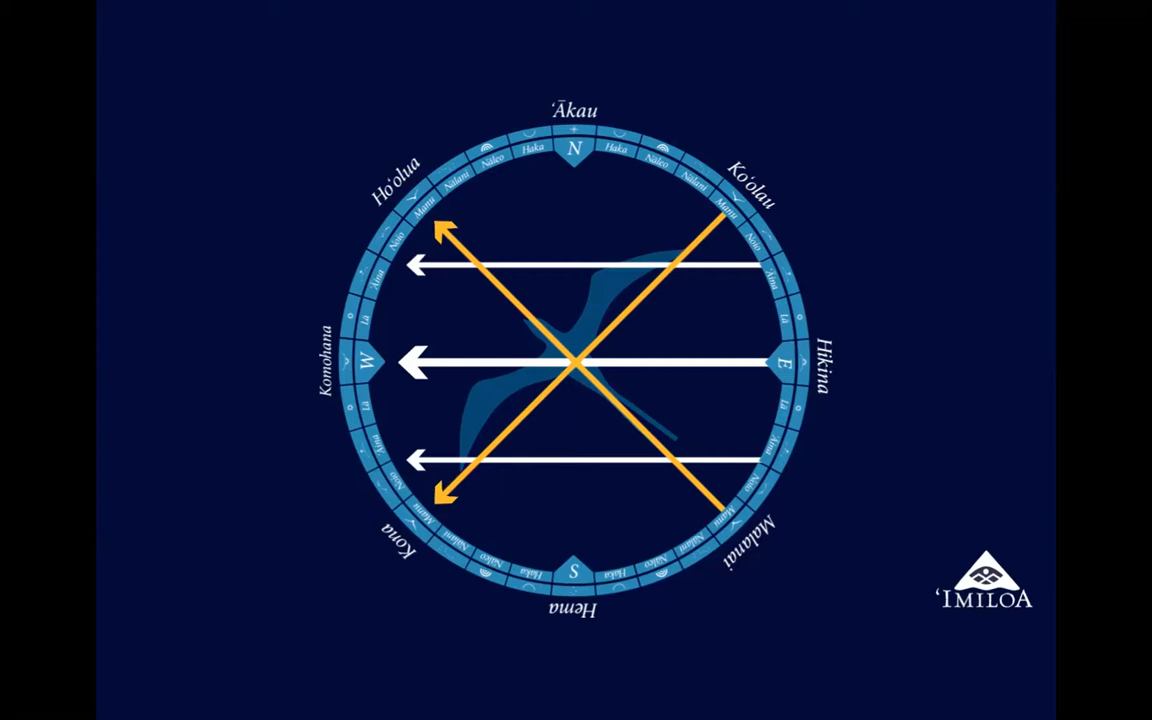 ʻĀkau
Hoʻolua
Koʻolau
N
Haka
Haka
Nāleo
Nāleo
Nālani
Nālani
Manu
Manu
Noio
Noio
ʻĀina
ʻĀina
Lā
Lā
Komohana
W
E
Hikina
Lā
Lā
ʻĀina
ʻĀina
Noio
Noio
Manu
Manu
Nālani
Nālani
Nāleo
Nāleo
Haka
Haka
S
Kona
Malanai
Hema
ʻIMILOA